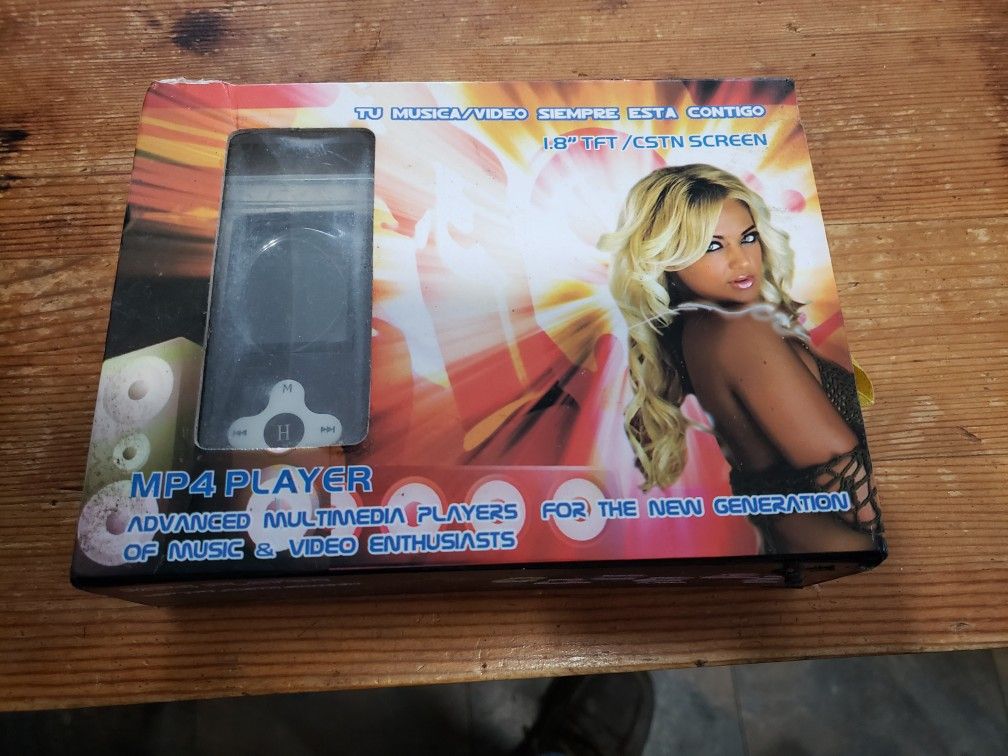 TU MUSICA/VIDEO SIEMPRE ESTA CONTIGO
1.8" TFT/CSTN SCREEN
M
H
MP4 PLAYER
ADVANCED MULTIMEDIA PLAYERS FOR THE NEW GENERATION
OF MUSIC & VIDEO ENTHUSIASTS